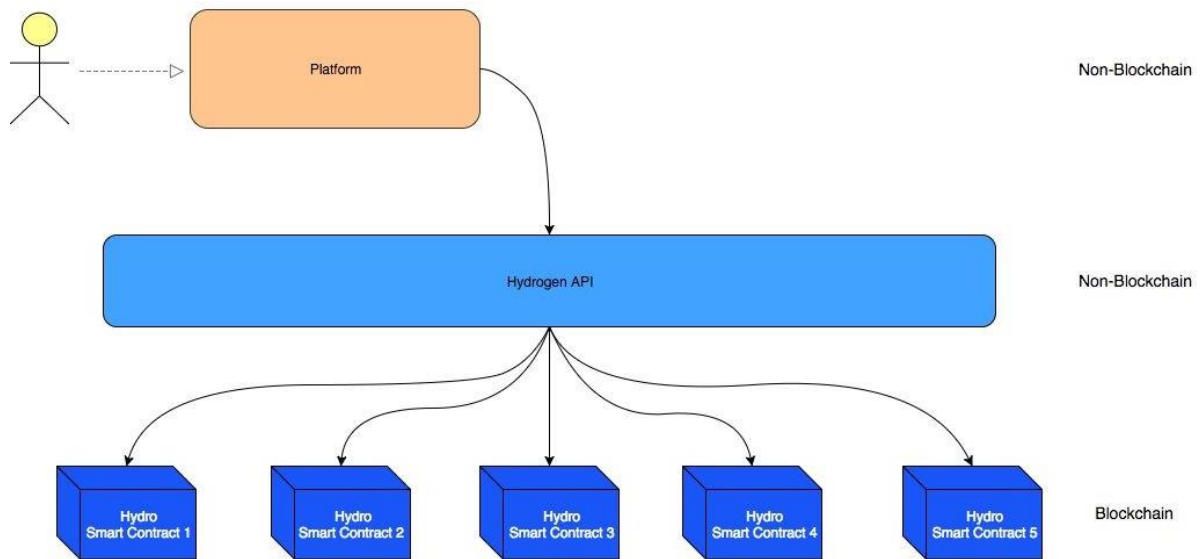 Platform
Non-Blockchain
Hydrogen API
Non-Blockchain
Hydro
Smart Contract 1
Hydro
Smart Contract 2
Hydro
Smart Contract 3
Hydro
Smart Contract 4
Hydro
Smart Contract 5
Blockchain